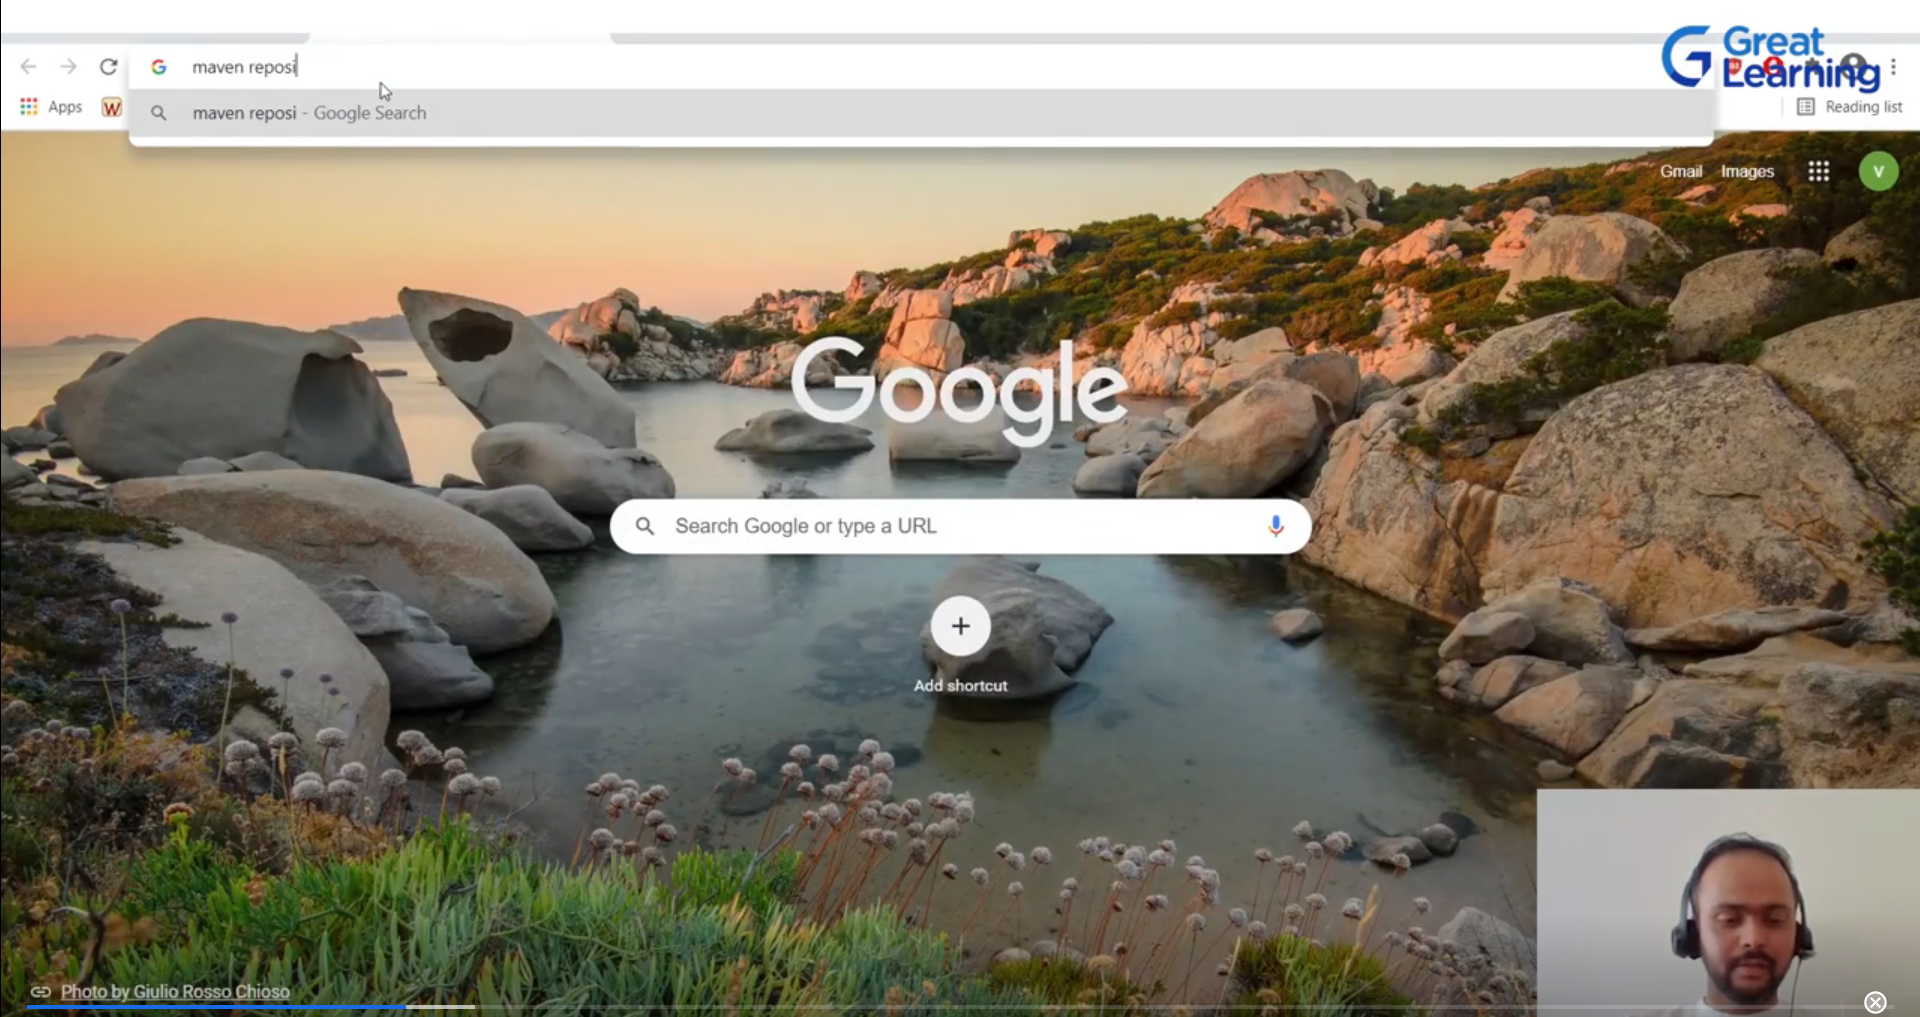 Great
Learning
maven reposi
maven reposi - Google Search
Apps
W
Reading list
Gmail
Images
V
Google
Search Google or type a URL
+
Add shortcut
Photo by Giulio Rosso Chioso